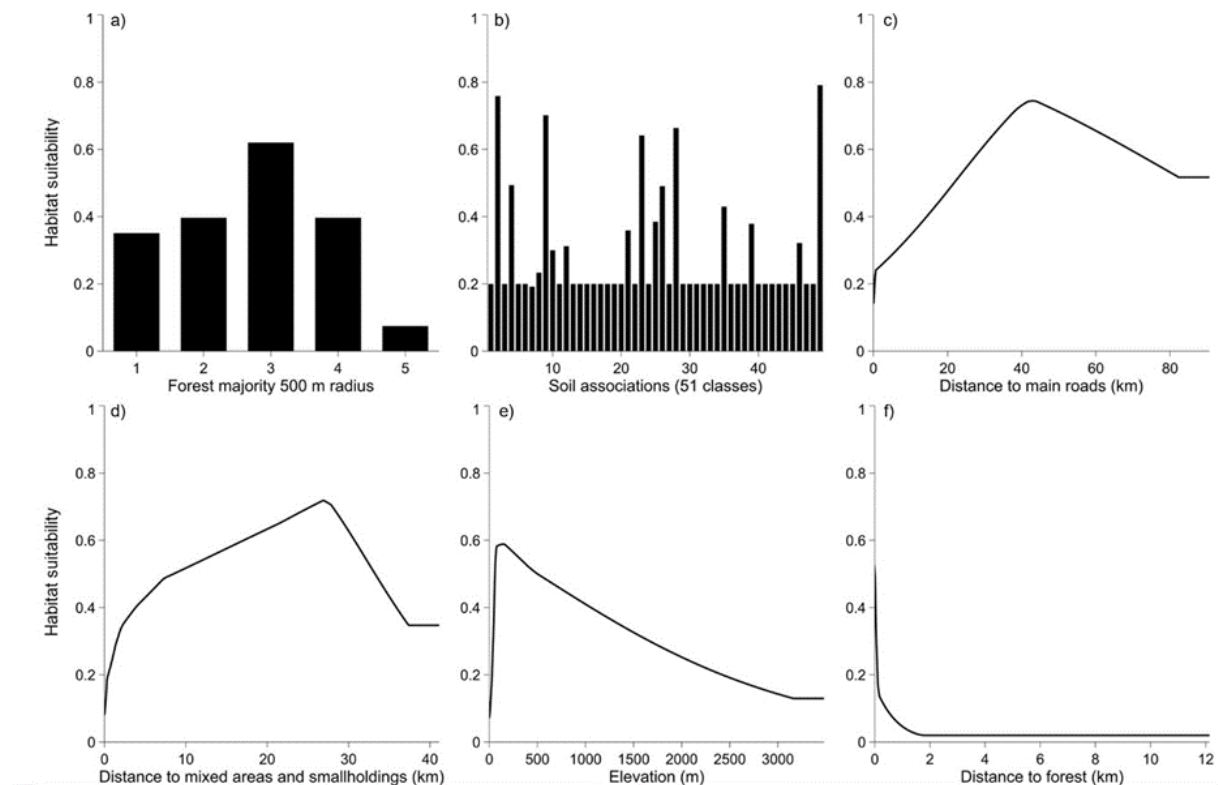 a)
1
0.8
0.6
0.4
0.2
0
Habitat suitability
1 2 3 4 5
Forest majority 500 m radius
b)
1
0.8
0.6
0.4
0.2
0
10 20 30 40
Soil associations (51 classes)
c)
1
0.8
0.6
0.4
0.2
0
0 20 40 60 80
Distance to main roads (km)
d)
1
0.8
0.6
0.4
0.2
0
Habitat suitability
0 10 20 30 40
Distance to mixed areas and smallholdings (km)
e)
1
0.8
0.6
0.4
0.2
0
0 500 1000 1500 2000 2500 3000
Elevation (m)
f)
1
0.8
0.6
0.4
0.2
0
0 2 4 6 8 10 12
Distance to forest (km)